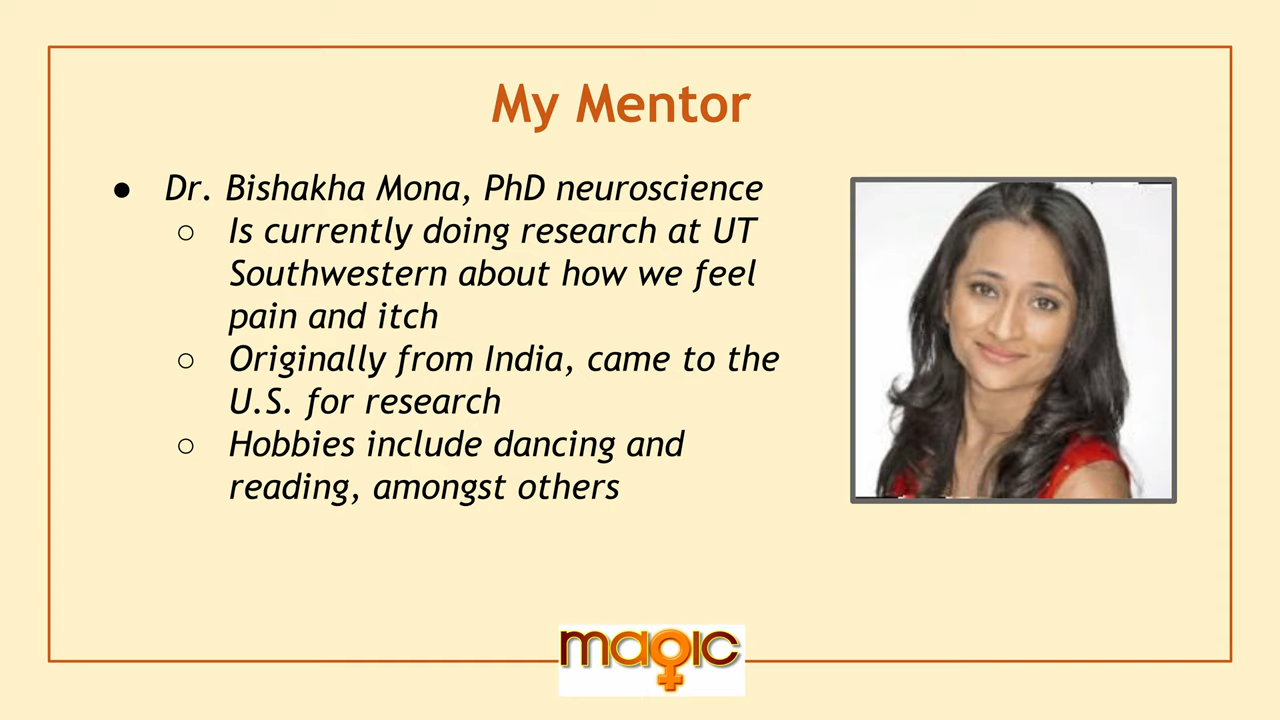 My Mentor
● Dr. Bishakha Mona, PhD neuroscience
○ Is currently doing research at UT
Southwestern about how we feel
pain and itch
○ Originally from India, came to the
U.S. for research
○ Hobbies include dancing and
reading, amongst others
magic